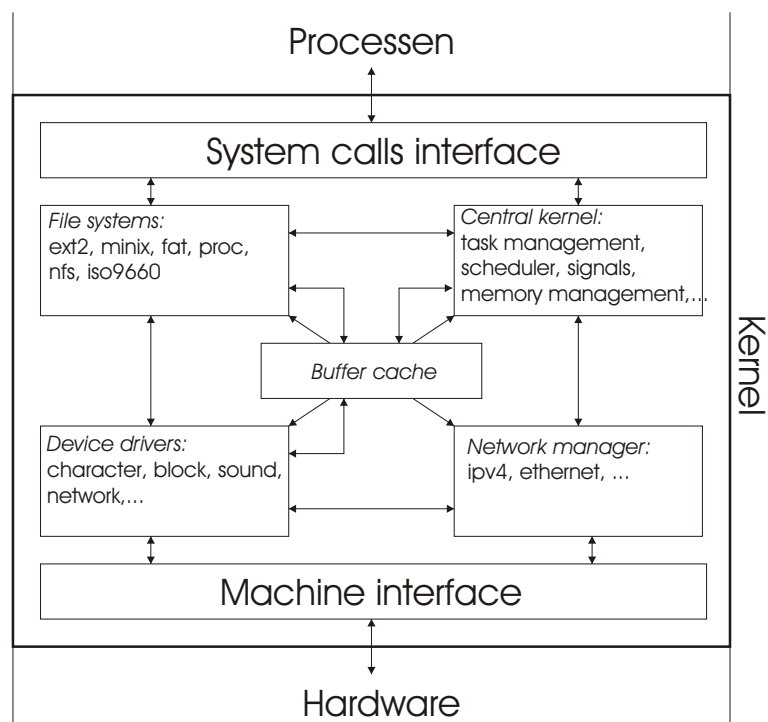 Processen
System calls interface
File systems:
ext2, minix, fat, proc,
nfs, iso9660
Central kernel:
task management,
scheduler, signals,
memory management,...
Kernel
Buffer cache
Device drivers:
character, block, sound,
network,...
Network manager:
ipv4, ethernet, ...
Machine interface
Hardware